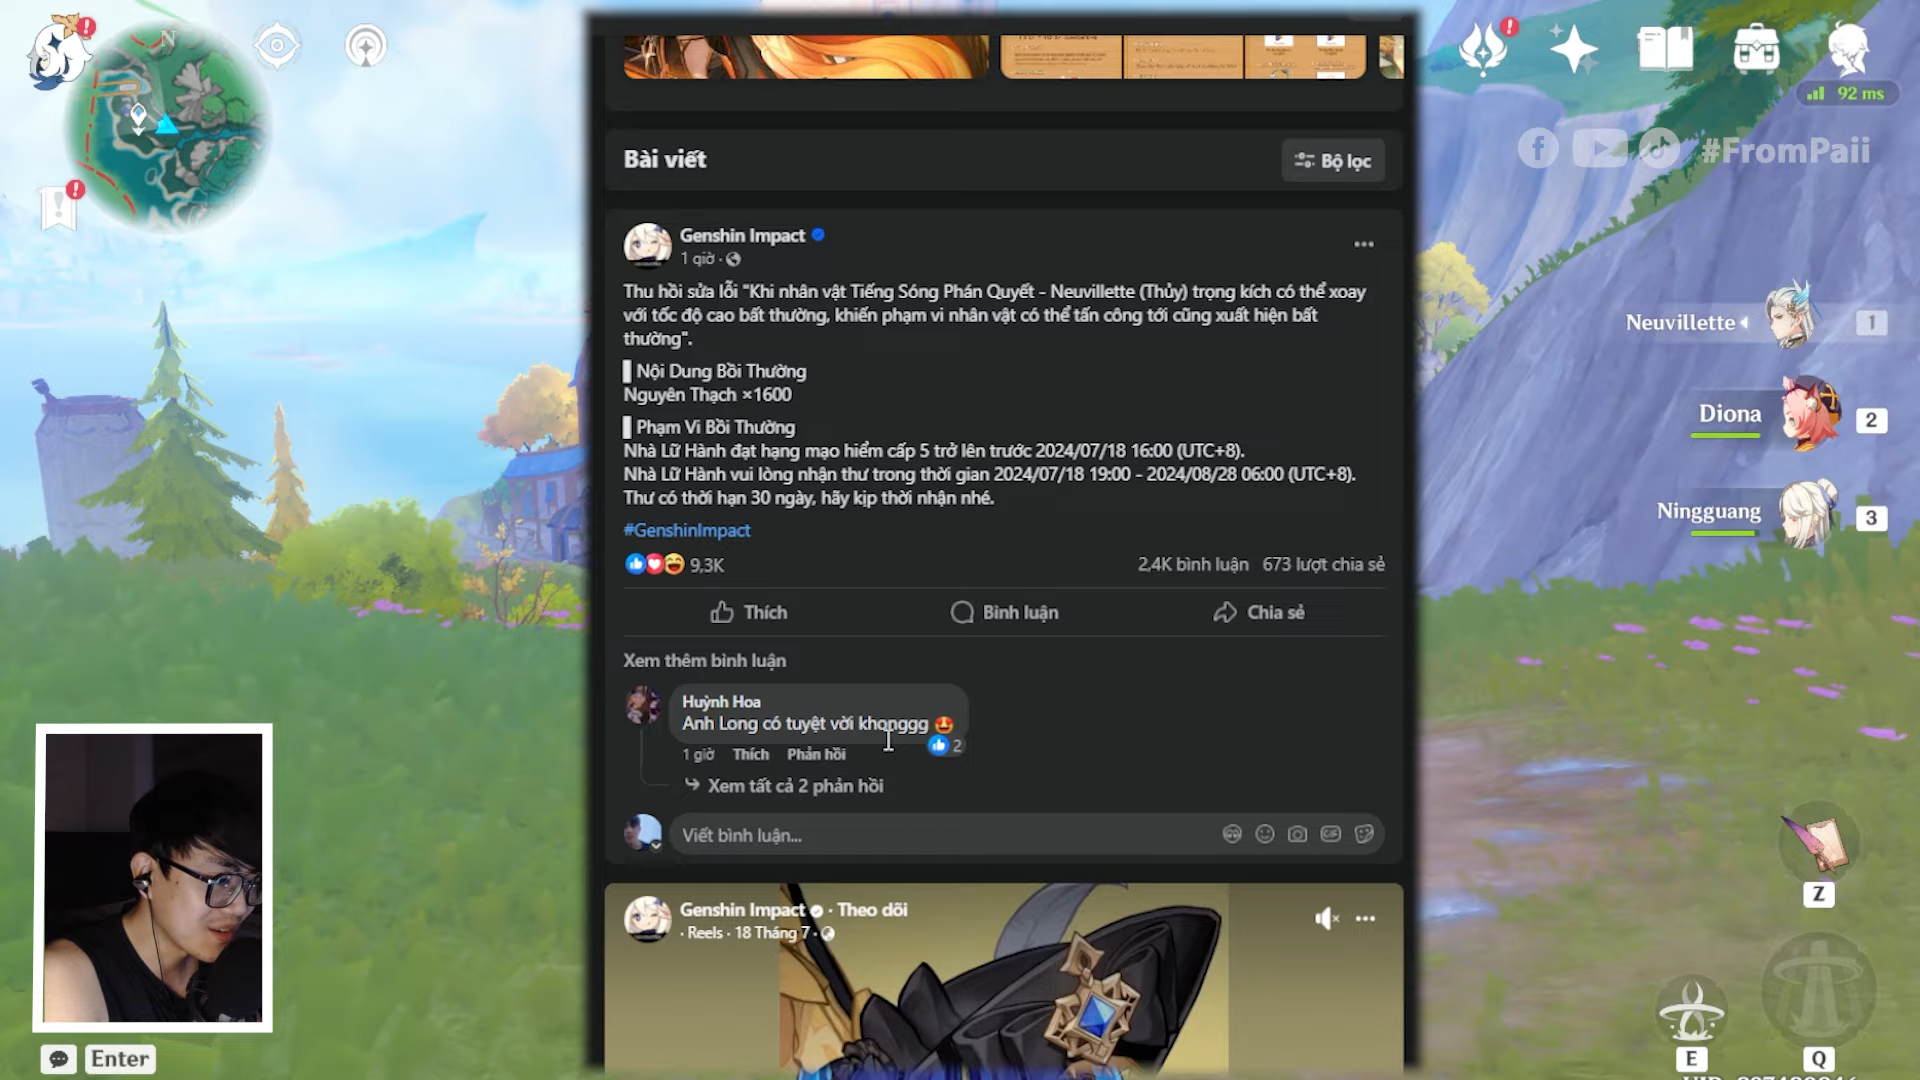 N
92 ms
#FromPaii
Bài viết
Bộ lọc
Genshin Impact
1 giờ ·
Thu hồi sửa lỗi "Khi nhân vật Tiếng Sóng Phán Quyết - Neuvillette (Thủy) trọng kích có thể xoay
với tốc độ cao bất thường, khiến phạm vi nhân vật có thể tấn công tới cũng xuất hiện bất
thường".
▌Nội Dung Bồi Thường
Nguyên Thạch ×1600
▌Phạm Vi Bồi Thường
Nhà Lữ Hành đạt hạng mạo hiểm cấp 5 trở lên trước 2024/07/18 16:00 (UTC+8).
Nhà Lữ Hành vui lòng nhận thư trong thời gian 2024/07/18 19:00 - 2024/08/28 06:00 (UTC+8).
Thư có thời hạn 30 ngày, hãy kịp thời nhận nhé.
#GenshinImpact
9,3K
2,4K bình luận 673 lượt chia sẻ
Thích
Bình luận
Chia sẻ
Xem thêm bình luận
Huỳnh Hoa
Anh Long có tuyệt vời khonggg 🤩
2
1 giờ Thích Phản hồi
Xem tất cả 2 phản hồi
Viết bình luận...
GIF
Genshin Impact · Theo dõi
· Reels · 18 Tháng 7 ·
Neuvillette
1
Diona
2
Ningguang
3
Z
E
Q
Enter